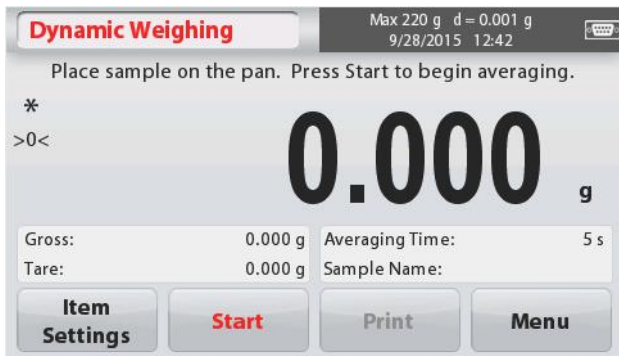 Dynamic Weighing
Max 220 g d = 0.001 g
9/28/2015 12:42
Place sample on the pan. Press Start to begin averaging.
*
>0<
0.000 g
Gross: 0.000 g
Tare: 0.000 g
Averaging Time: 5 s
Sample Name:
Item
Settings
Start
Print
Menu